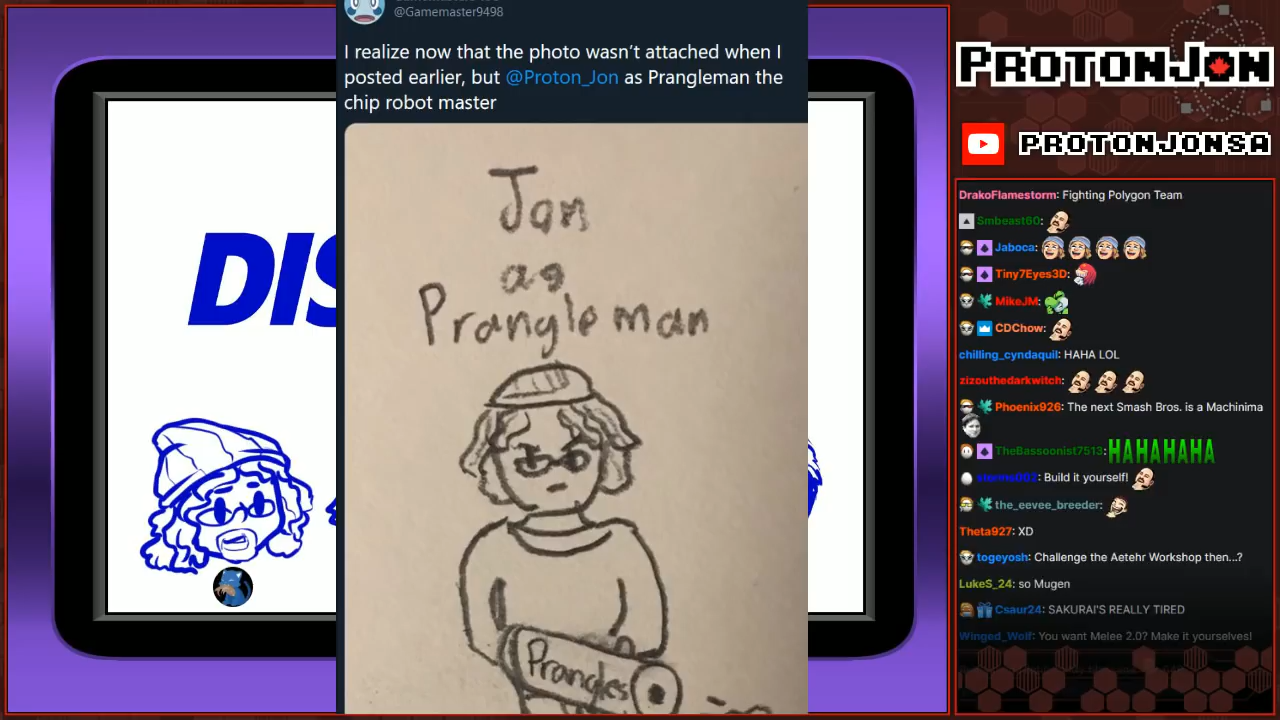 @Gamemaster9498
I realize now that the photo wasn't attached when I
posted earlier, but @Proton_Jon as Prangleman the
chip robot master
Jon
as
Prangleman
Prangles
DIS
PROTONJON
PROTONJONSA
DrakoFlamestorm: Fighting Polygon Team
Smbeast60:
Jaboca:
Tiny7Eyes3D:
MikeJM:
CDChow:
chilling_cyndaquil: HAHA LOL
zizouthedarkwitch:
Phoenix926: The next Smash Bros. is a Machinima
TheBassoonist7513: HAHAHAHA
Build it yourself!
the_eevee_breeder:
Theta927: XD
togeyosh: Challenge the Aetehr Workshop then...?
LukeS_24: so Mugen
Csaur24: SAKURAI'S REALLY TIRED
Winged_Wolf: You want Melee 2.0? Make it yourselves!